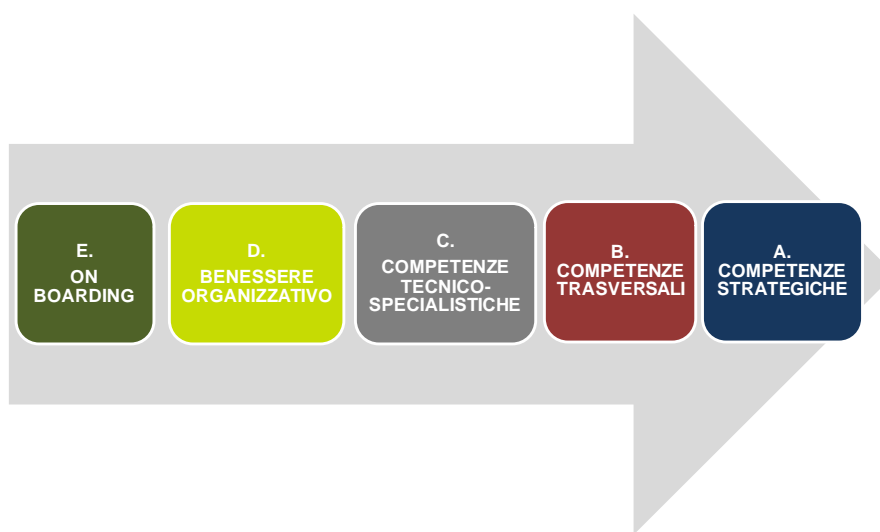 E.
ON
BOARDING
D.
BENESSERE
ORGANIZZATIVO
C.
COMPETENZE
TECNICO-
SPECIALISTICHE
B.
COMPETENZE
TRASVERSALI
A.
COMPETENZE
STRATEGICHE